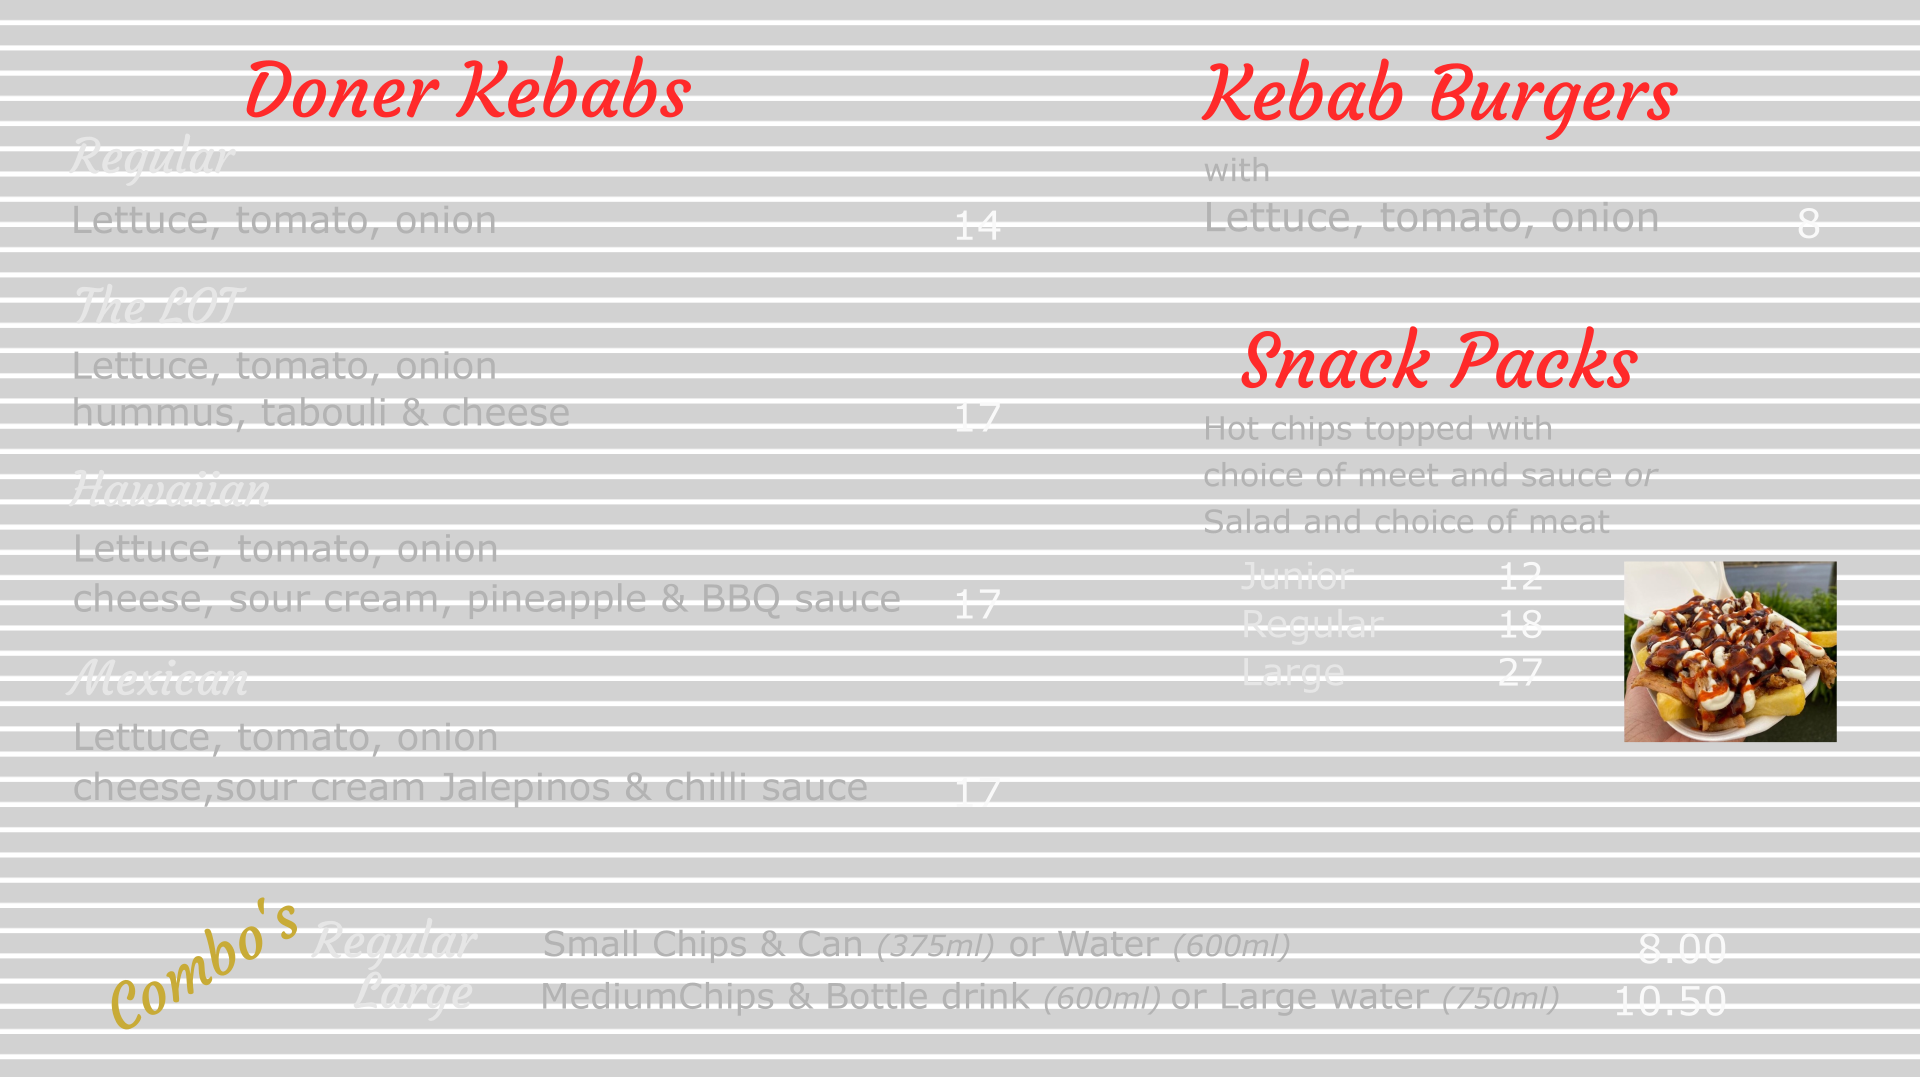 Doner Kebabs
Regular
Lettuce, tomato, onion 14
The LOT
Lettuce, tomato, onion
hummus, tabouli & cheese 17
Hawaiian
Lettuce, tomato, onion
cheese, sour cream, pineapple & BBQ sauce 17
Mexican
Lettuce, tomato, onion
cheese,sour cream Jalepinos & chilli sauce 17
Kebab Burgers
with
Lettuce, tomato, onion 8
Snack Packs
Hot chips topped with
choice of meet and sauce or
Salad and choice of meat
Junior 12
Regular 18
Large 27
Combo's
Regular Small Chips & Can (375ml) or Water (600ml) 8.00
Large MediumChips & Bottle drink (600ml) or Large water (750ml) 10.50